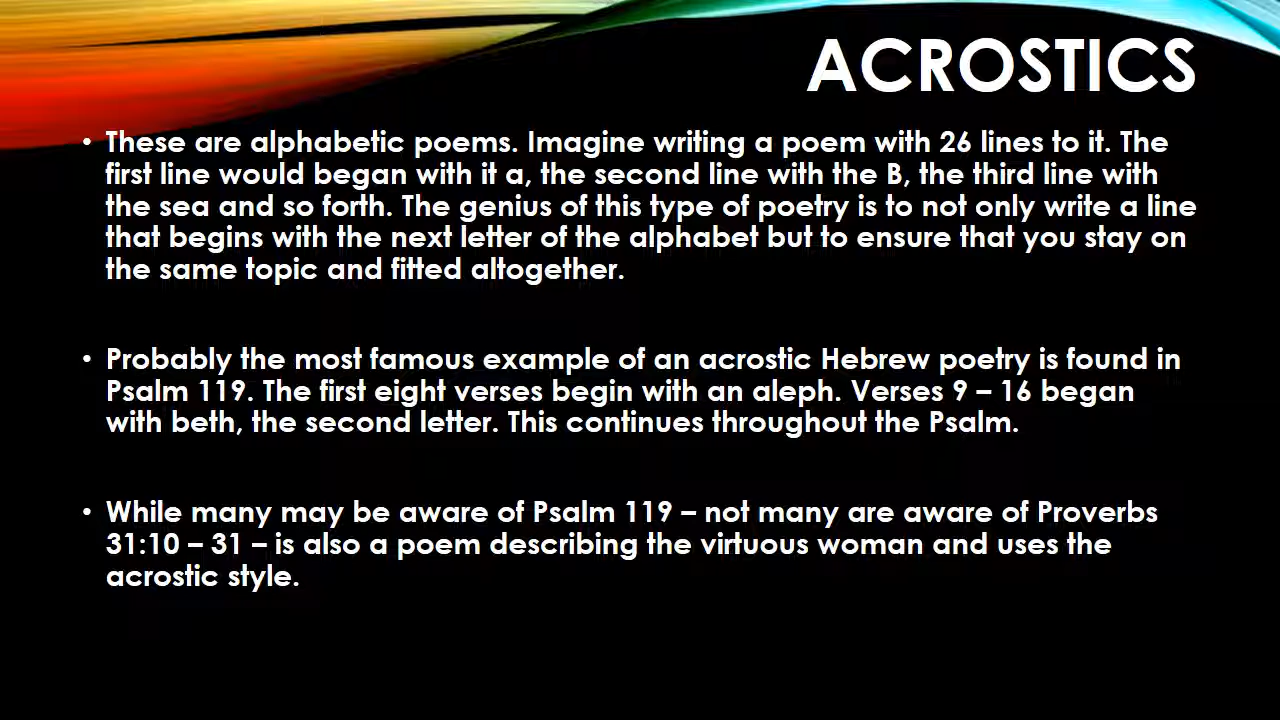 ACROSTICS
• These are alphabetic poems. Imagine writing a poem with 26 lines to it. The
first line would began with it a, the second line with the B, the third line with
the sea and so forth. The genius of this type of poetry is to not only write a line
that begins with the next letter of the alphabet but to ensure that you stay on
the same topic and fitted altogether.
• Probably the most famous example of an acrostic Hebrew poetry is found in
Psalm 119. The first eight verses begin with an aleph. Verses 9 – 16 began
with beth, the second letter. This continues throughout the Psalm.
• While many may be aware of Psalm 119 – not many are aware of Proverbs
31:10 – 31 – is also a poem describing the virtuous woman and uses the
acrostic style.